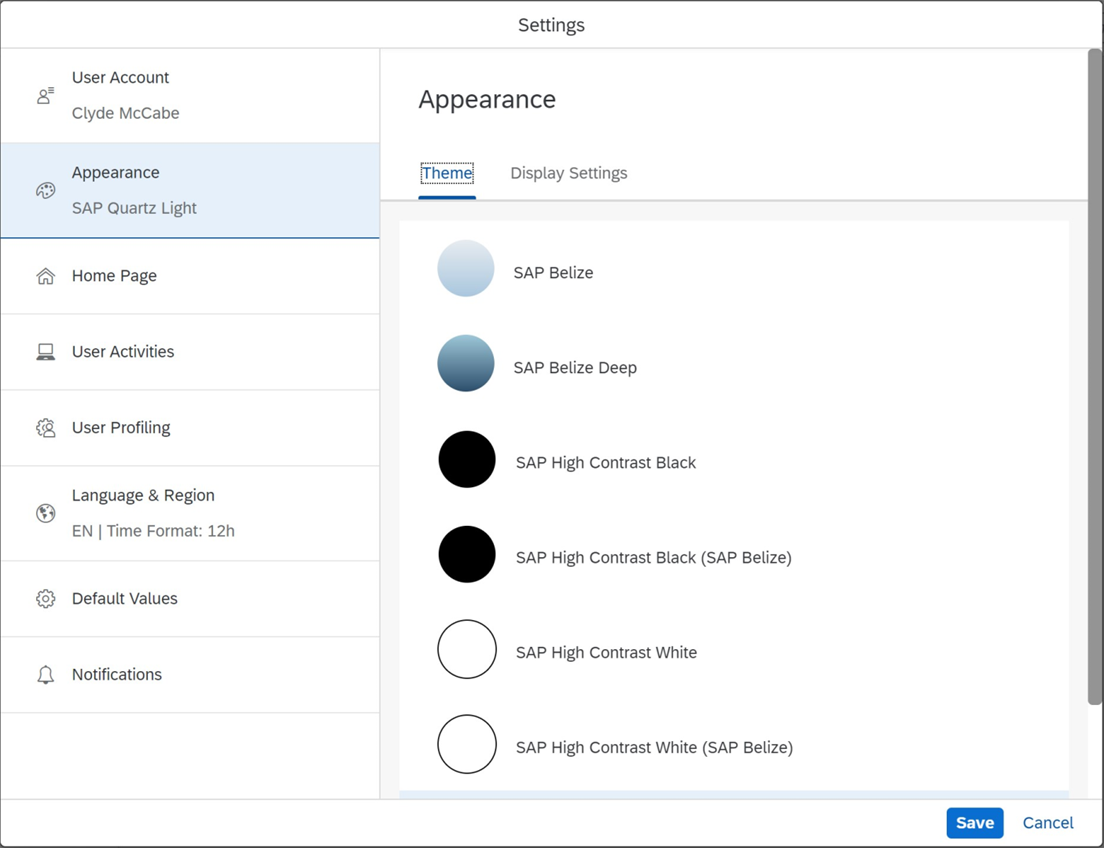 Settings
User Account
Clyde McCabe
Appearance
SAP Quartz Light
Home Page
User Activities
User Profiling
Language & Region
EN | Time Format: 12h
Default Values
Notifications
Appearance
Theme
Display Settings
SAP Belize
SAP Belize Deep
SAP High Contrast Black
SAP High Contrast Black (SAP Belize)
SAP High Contrast White
SAP High Contrast White (SAP Belize)
Save
Cancel